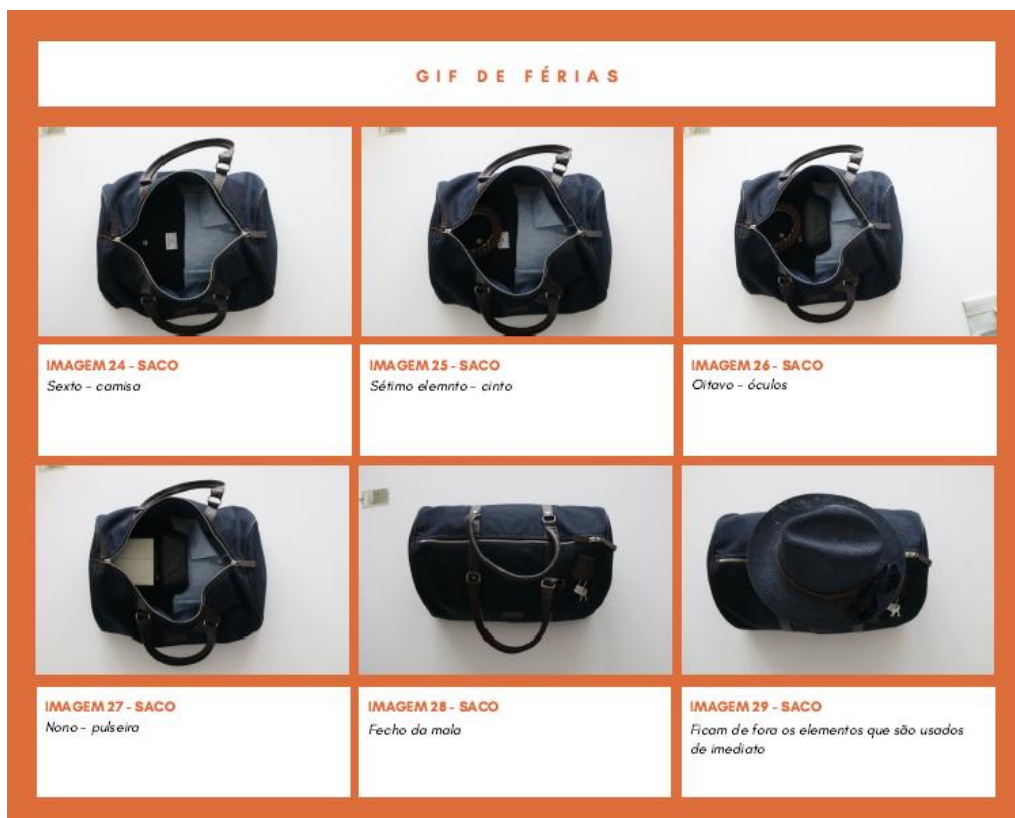 GIF DE FÉRIAS
IMAGEM 24 - SACO
Sexto - camisa
IMAGEM 25 - SACO
Sétimo elemnto - cinto
IMAGEM 26 - SACO
Oitavo - óculos
IMAGEM 27 - SACO
Nono - pulseira
IMAGEM 28 - SACO
Fecho da mala
IMAGEM 29 - SACO
Ficam de fora os elementos que são usados
de imediato